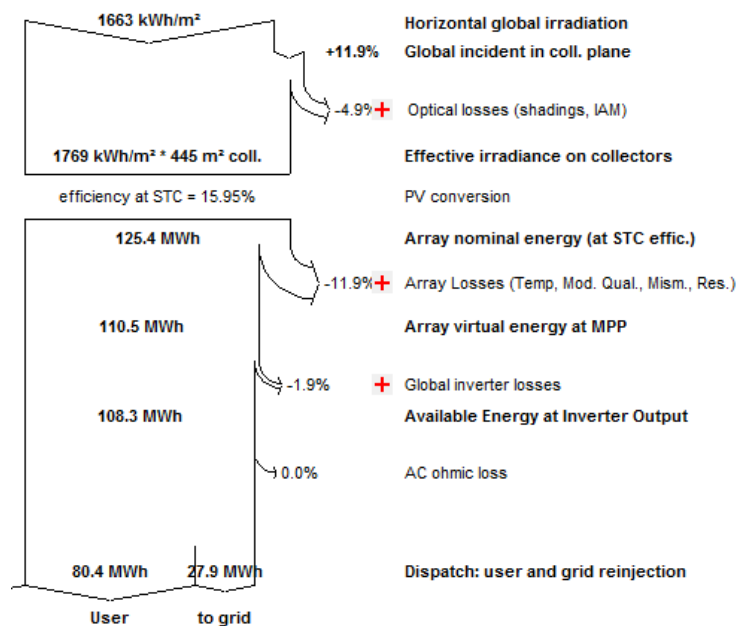 1663 kWh/m² Horizontal global irradiation
+11.9% Global incident in coll. plane
-4.9% Optical losses (shadings, IAM)
1769 kWh/m² * 445 m² coll. Effective irradiance on collectors
efficiency at STC = 15.95% PV conversion
125.4 MWh Array nominal energy (at STC effic.)
-11.9% Array Losses (Temp, Mod. Qual., Mism., Res.)
110.5 MWh Array virtual energy at MPP
-1.9% Global inverter losses
108.3 MWh Available Energy at Inverter Output
0.0% AC ohmic loss
80.4 MWh 27.9 MWh Dispatch: user and grid reinjection
User to grid